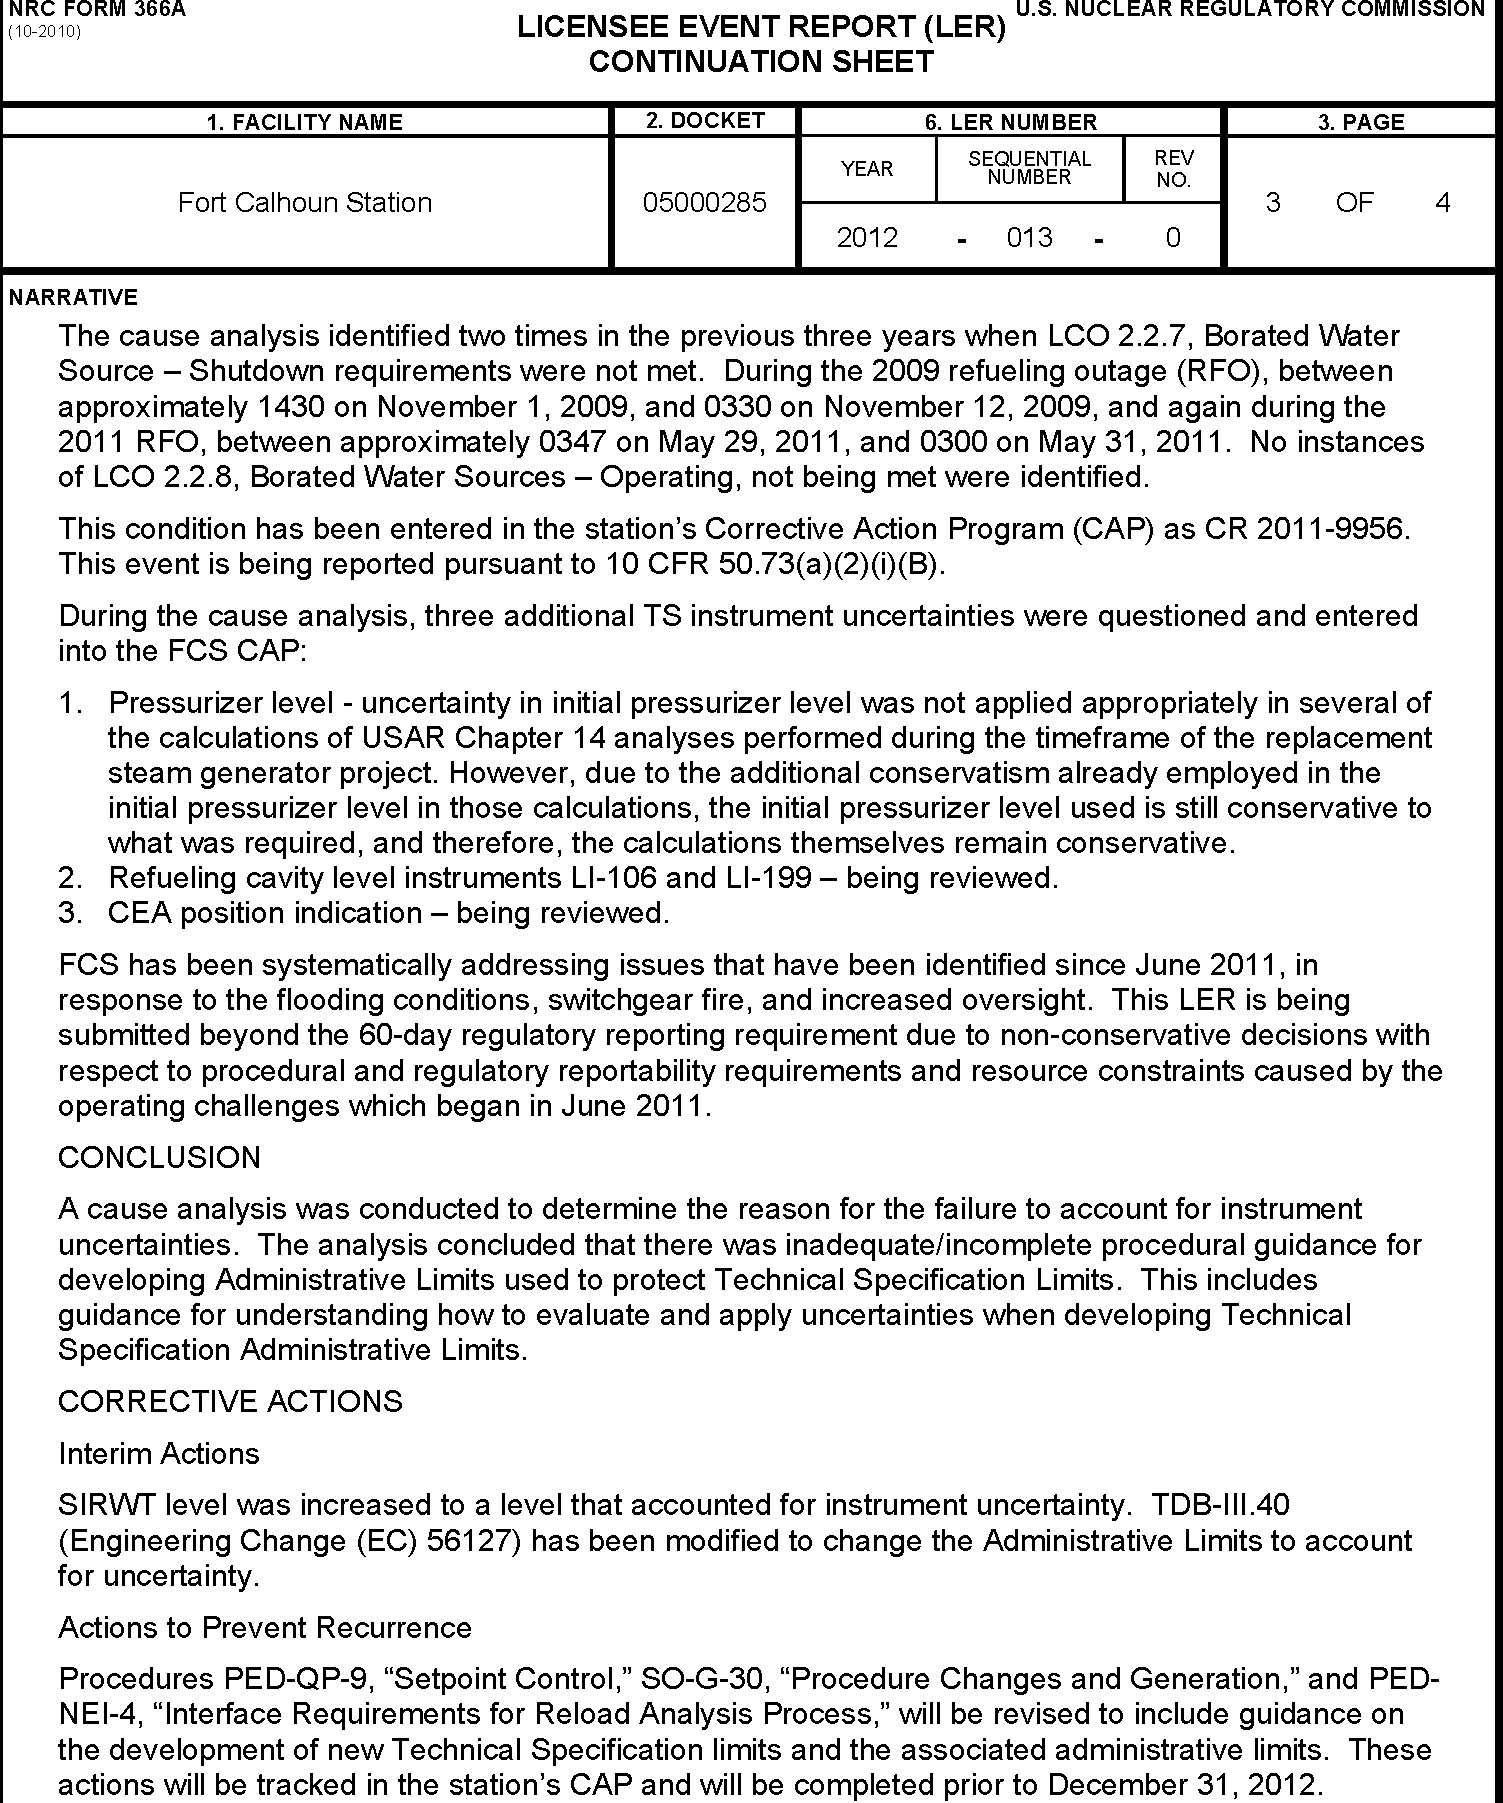 NRC FORM 366A
(10-2010)
U.S. NUCLEAR REGULATORY COMMISSION
LICENSEE EVENT REPORT (LER)
CONTINUATION SHEET
1. FACILITY NAME
2. DOCKET
6. LER NUMBER
3. PAGE
Fort Calhoun Station
05000285
YEAR
SEQUENTIAL
NUMBER
REV
NO.
2012 - 013 - 0
3 OF 4
NARRATIVE
The cause analysis identified two times in the previous three years when LCO 2.2.7, Borated Water
Source – Shutdown requirements were not met. During the 2009 refueling outage (RFO), between
approximately 1430 on November 1, 2009, and 0330 on November 12, 2009, and again during the
2011 RFO, between approximately 0347 on May 29, 2011, and 0300 on May 31, 2011. No instances
of LCO 2.2.8, Borated Water Sources – Operating, not being met were identified.
This condition has been entered in the station’s Corrective Action Program (CAP) as CR 2011-9956.
This event is being reported pursuant to 10 CFR 50.73(a)(2)(i)(B).
During the cause analysis, three additional TS instrument uncertainties were questioned and entered
into the FCS CAP:
1. Pressurizer level - uncertainty in initial pressurizer level was not applied appropriately in several of
the calculations of USAR Chapter 14 analyses performed during the timeframe of the replacement
steam generator project. However, due to the additional conservatism already employed in the
initial pressurizer level in those calculations, the initial pressurizer level used is still conservative to
what was required, and therefore, the calculations themselves remain conservative.
2. Refueling cavity level instruments LI-106 and LI-199 – being reviewed.
3. CEA position indication – being reviewed.
FCS has been systematically addressing issues that have been identified since June 2011, in
response to the flooding conditions, switchgear fire, and increased oversight. This LER is being
submitted beyond the 60-day regulatory reporting requirement due to non-conservative decisions with
respect to procedural and regulatory reportability requirements and resource constraints caused by the
operating challenges which began in June 2011.
CONCLUSION
A cause analysis was conducted to determine the reason for the failure to account for instrument
uncertainties. The analysis concluded that there was inadequate/incomplete procedural guidance for
developing Administrative Limits used to protect Technical Specification Limits. This includes
guidance for understanding how to evaluate and apply uncertainties when developing Technical
Specification Administrative Limits.
CORRECTIVE ACTIONS
Interim Actions
SIRWT level was increased to a level that accounted for instrument uncertainty. TDB-III.40
(Engineering Change (EC) 56127) has been modified to change the Administrative Limits to account
for uncertainty.
Actions to Prevent Recurrence
Procedures PED-QP-9, “Setpoint Control,” SO-G-30, “Procedure Changes and Generation,” and PED-
NEI-4, “Interface Requirements for Reload Analysis Process,” will be revised to include guidance on
the development of new Technical Specification limits and the associated administrative limits. These
actions will be tracked in the station’s CAP and will be completed prior to December 31, 2012.